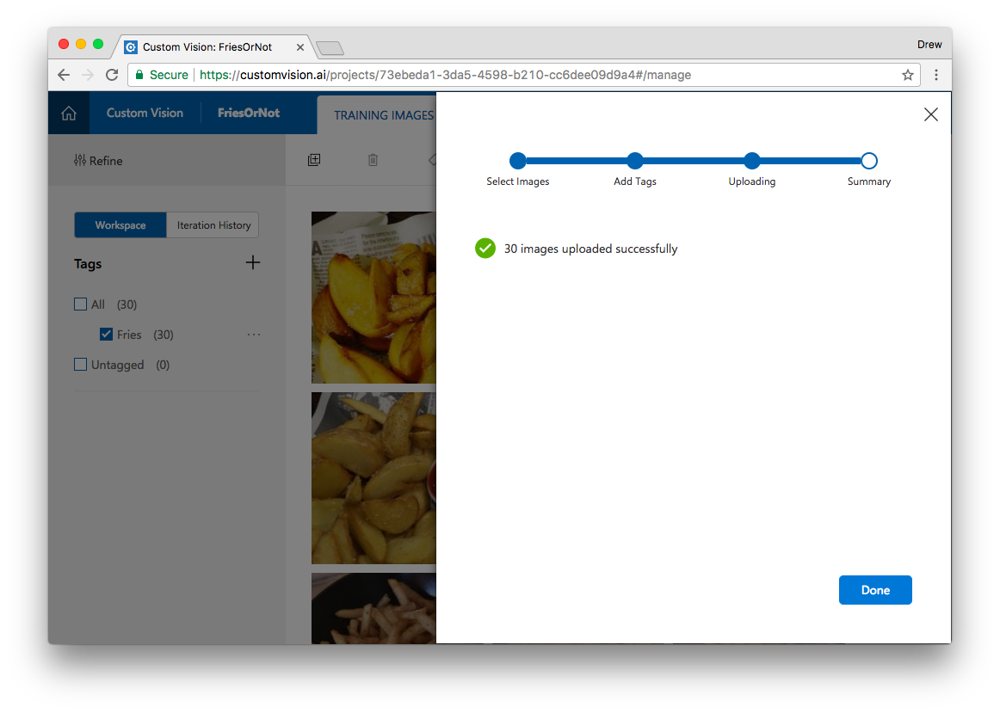 Custom Vision: FriesOrNot
Drew
Secure https://customvision.ai/projects/73ebeda1-3da5-4598-b210-cc6dee09d9a4#/manage
Custom Vision FriesOrNot TRAINING IMAGES
Refine
Workspace Iteration History
Tags
All (30)
Fries (30)
Untagged (0)
Select Images Add Tags Uploading Summary
30 images uploaded successfully
Done